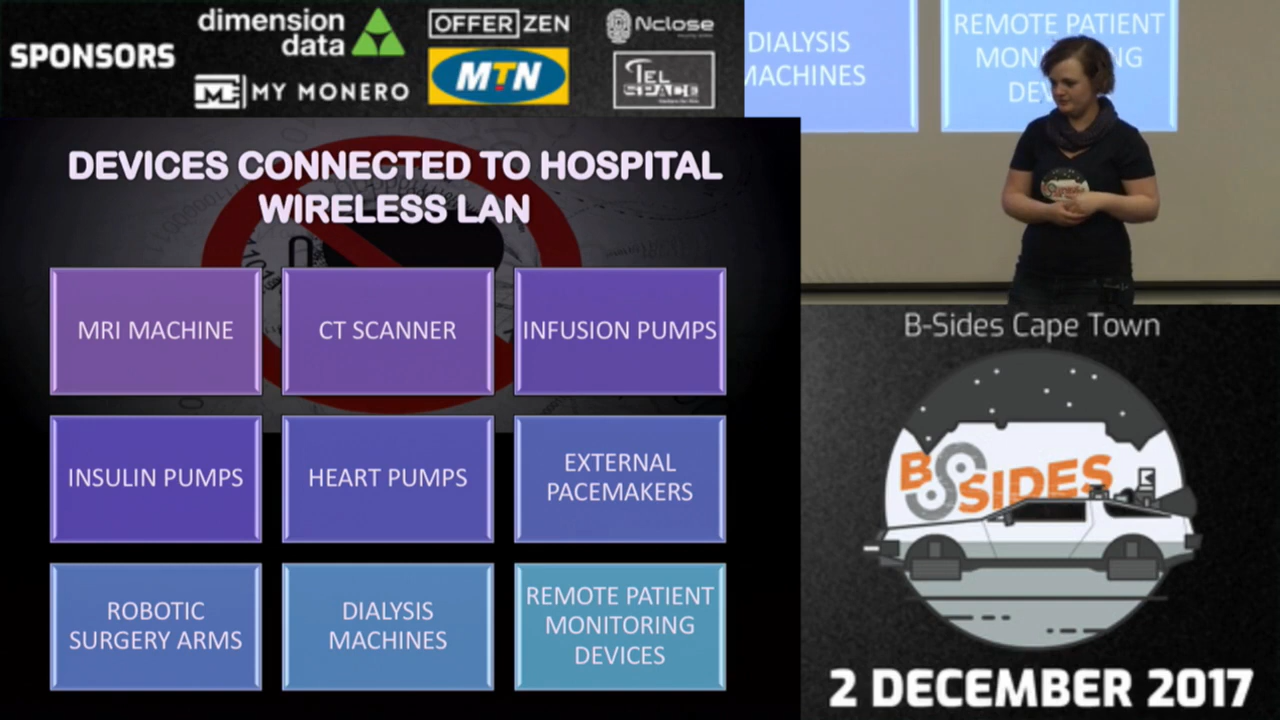 SPONSORS
dimension
data
OFFERZEN
Nclose
MY MONERO
MTN
TEL
SPACE
DIALYSIS
MACHINES
REMOTE PATIENT
DEVICES CONNECTED TO HOSPITAL
WIRELESS LAN
MRI MACHINE
CT SCANNER
INFUSION PUMPS
INSULIN PUMPS
HEART PUMPS
EXTERNAL
PACEMAKERS
ROBOTIC
SURGERY ARMS
DIALYSIS
MACHINES
REMOTE PATIENT
MONITORING
DEVICES
B-Sides Cape Town
BSIDES
2 DECEMBER 2017